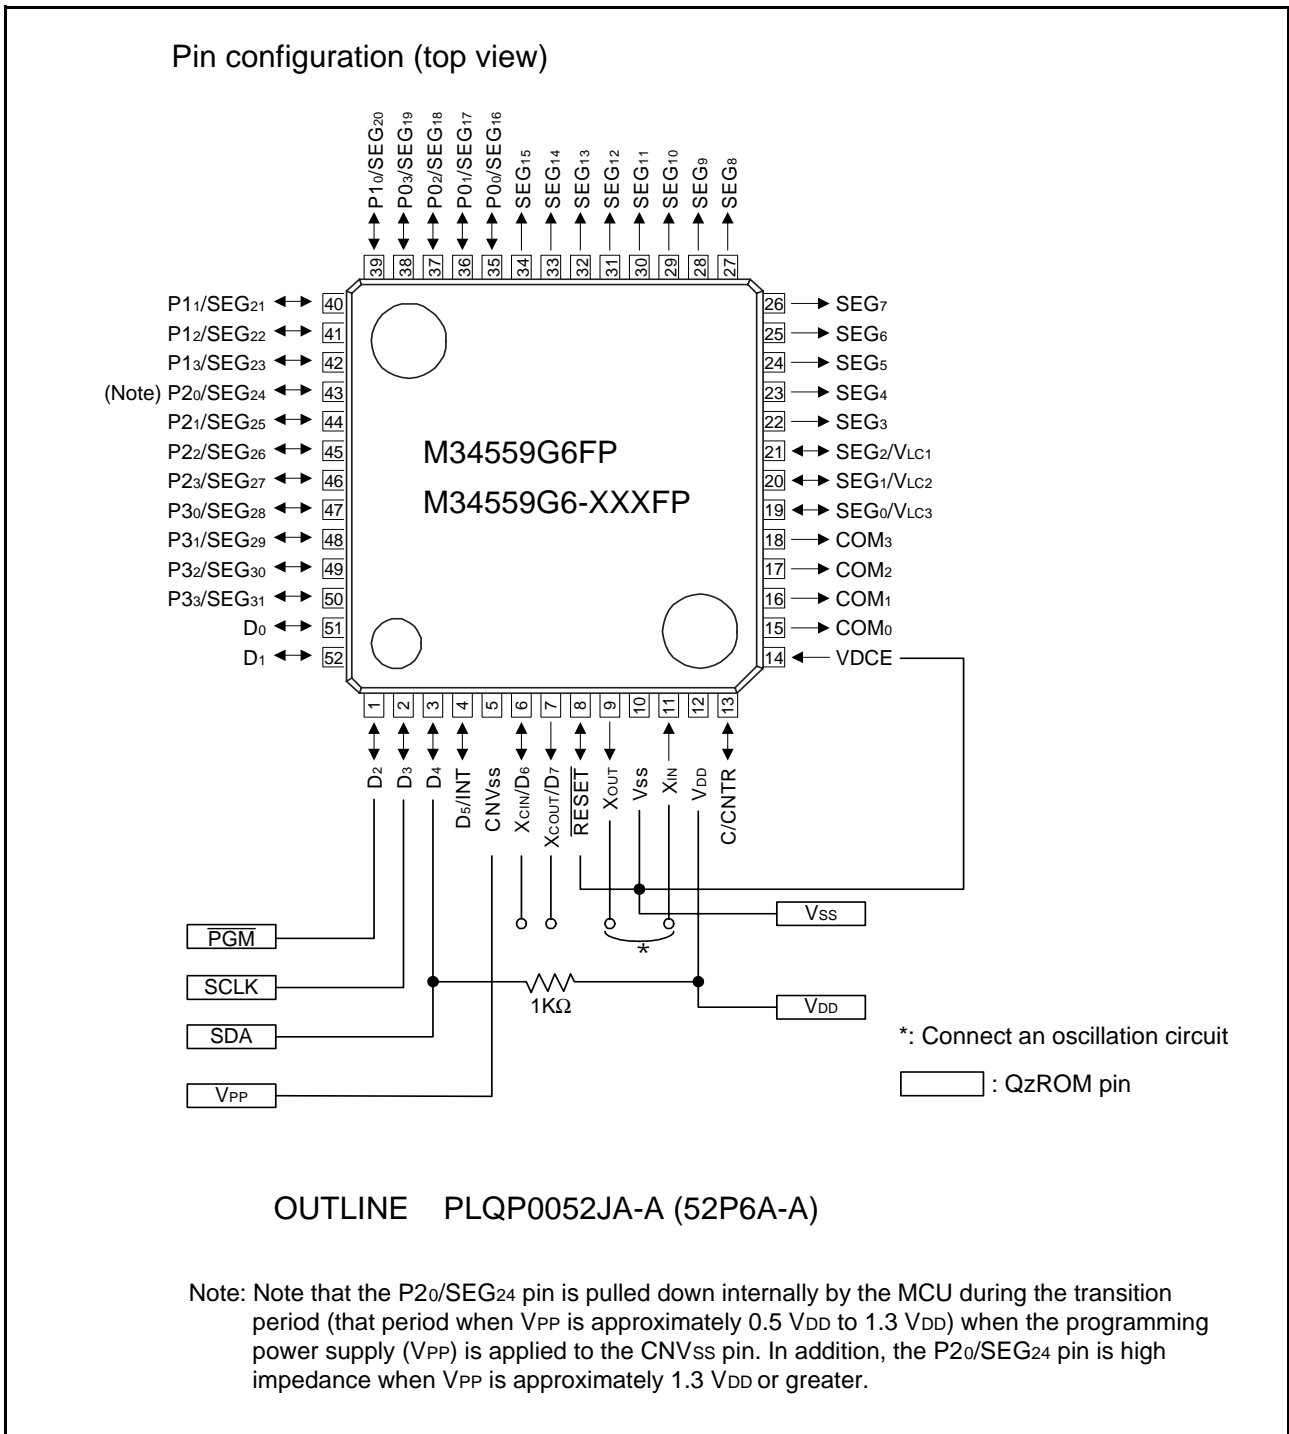 Pin configuration (top view)
P10/SEG20
P03/SEG19
P02/SEG18
P01/SEG17
P00/SEG16
SEG15
SEG14
SEG13
SEG12
SEG11
SEG10
SEG9
SEG8
39 38 37 36 35 34 33 32 31 30 29 28 27
P11/SEG21 40
P12/SEG22 41
P13/SEG23 42
(Note) P20/SEG24 43
P21/SEG25 44
P22/SEG26 45
P23/SEG27 46
P30/SEG28 47
P31/SEG29 48
P32/SEG30 49
P33/SEG31 50
D0 51
D1 52
M34559G6FP
M34559G6-XXXFP
26 SEG7
25 SEG6
24 SEG5
23 SEG4
22 SEG3
21 SEG2/VLC1
20 SEG1/VLC2
19 SEG0/VLC3
18 COM3
17 COM2
16 COM1
15 COM0
14 VDCE
1 2 3 4 5 6 7 8 9 10 11 12 13
D2
D3
D4
D5/INT
CNVss
XCIN/D6
XCOUT/D7
RESET
XOUT
Vss
XIN
VDD
C/CNTR
PGM
SCLK
SDA
VPP
1KΩ
*
VSS
VDD
*: Connect an oscillation circuit
: QzROM pin
OUTLINE PLQP0052JA-A (52P6A-A)
Note: Note that the P20/SEG24 pin is pulled down internally by the MCU during the transition
period (that period when VPP is approximately 0.5 VDD to 1.3 VDD) when the programming
power supply (VPP) is applied to the CNVSS pin. In addition, the P20/SEG24 pin is high
impedance when VPP is approximately 1.3 VDD or greater.